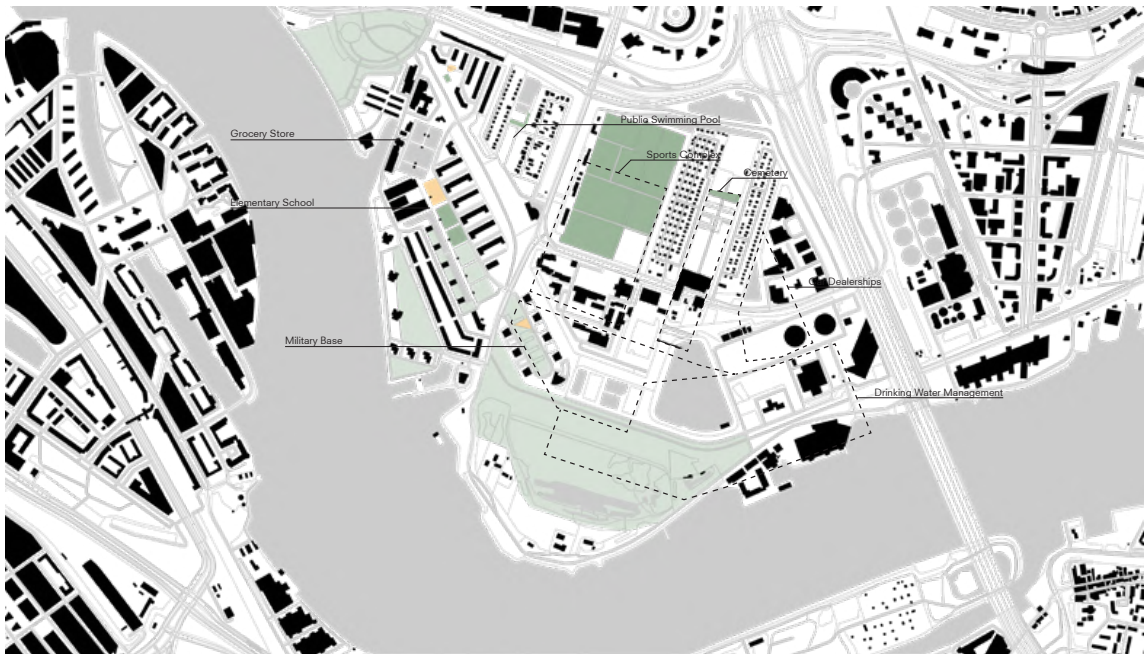 Public Swimming Pool
Grocery Store
Sports Complex
Cemetery
Elementary School
Dealerships
Military Base
Drinking Water Management